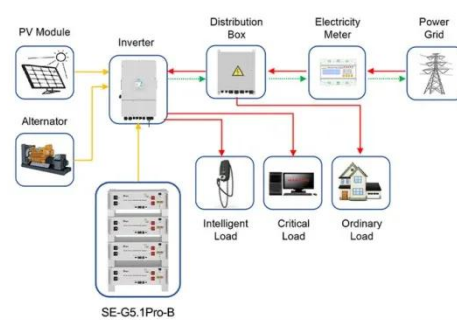 PV Module
Inverter
Distribution
Box
Electricity
Meter
Power
Grid
Alternator
Intelligent
Load
Critical
Load
Ordinary
Load
SE-G5.1Pro-B